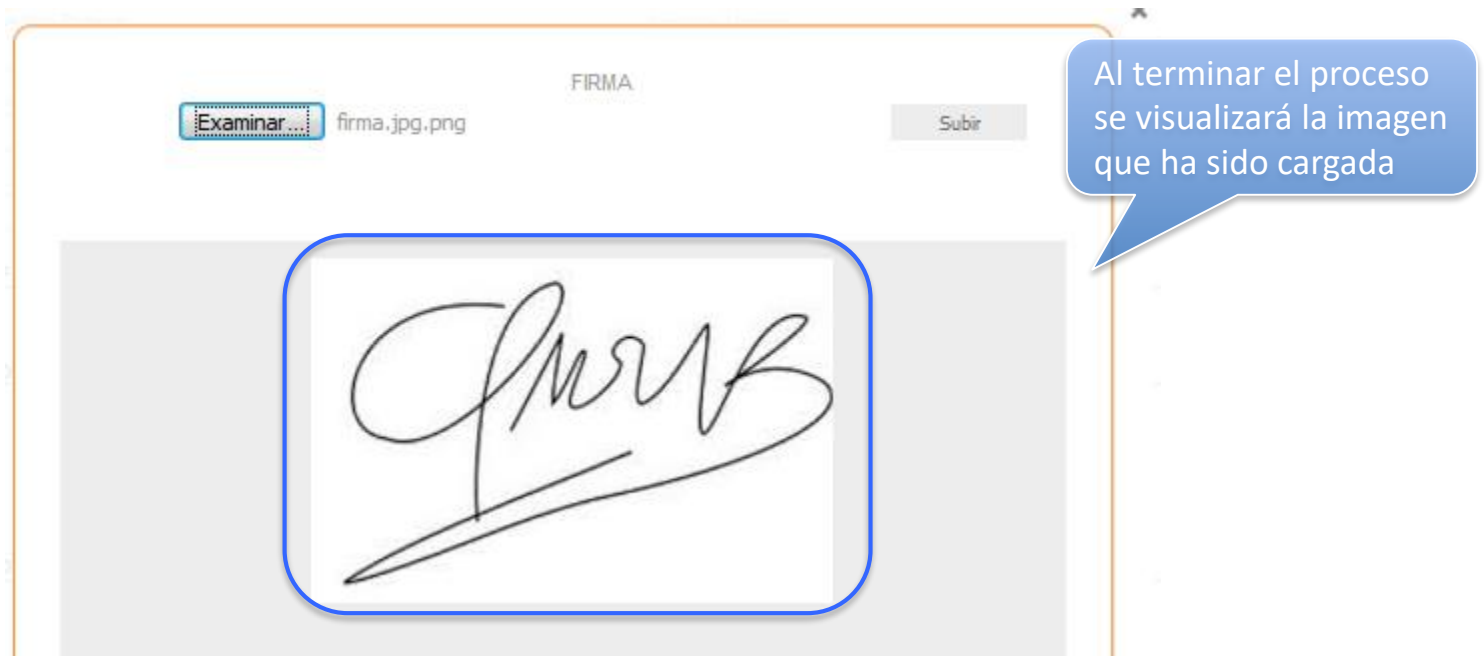 FIRMA
Examinar... firma.jpg.png
Subir
Al terminar el proceso
se visualizará la imagen
que ha sido cargada